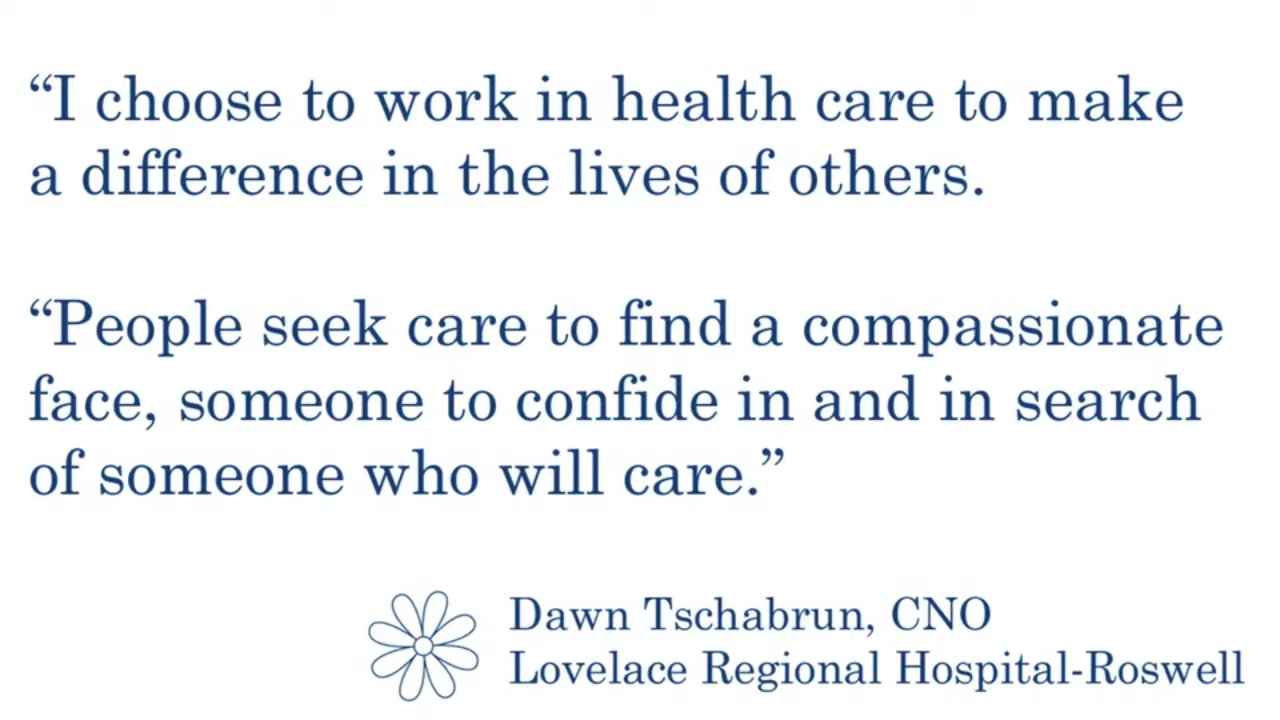 “I choose to work in health care to make
a difference in the lives of others.
“People seek care to find a compassionate
face, someone to confide in and in search
of someone who will care.”
Dawn Tschabrun, CNO
Lovelace Regional Hospital-Roswell